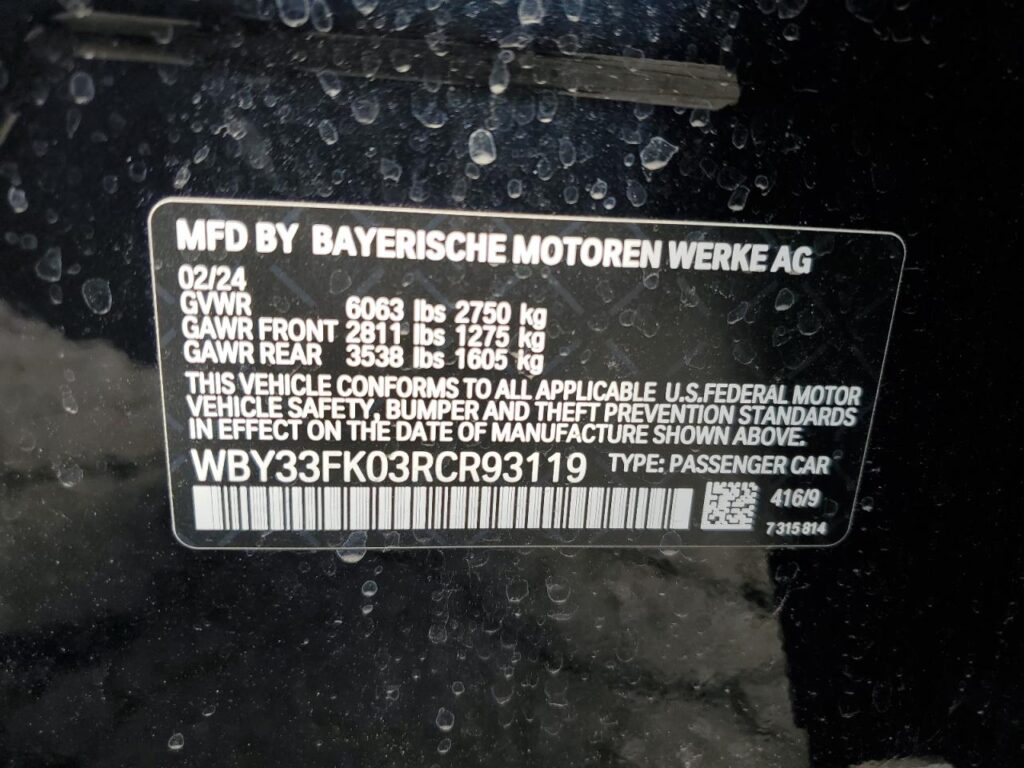 MFD BY BAYERISCHE MOTOREN WERKE AG
02/24
GVWR 6063 lbs 2750 kg
GAWR FRONT 2811 lbs 1275 kg
GAWR REAR 3538 lbs 1605 kg
THIS VEHICLE CONFORMS TO ALL APPLICABLE U.S.FEDERAL MOTOR
VEHICLE SAFETY, BUMPER AND THEFT PREVENTION STANDARDS
IN EFFECT ON THE DATE OF MANUFACTURE SHOWN ABOVE.
WBY33FK03RCR93119 TYPE: PASSENGER CAR
416/9
7 315 814